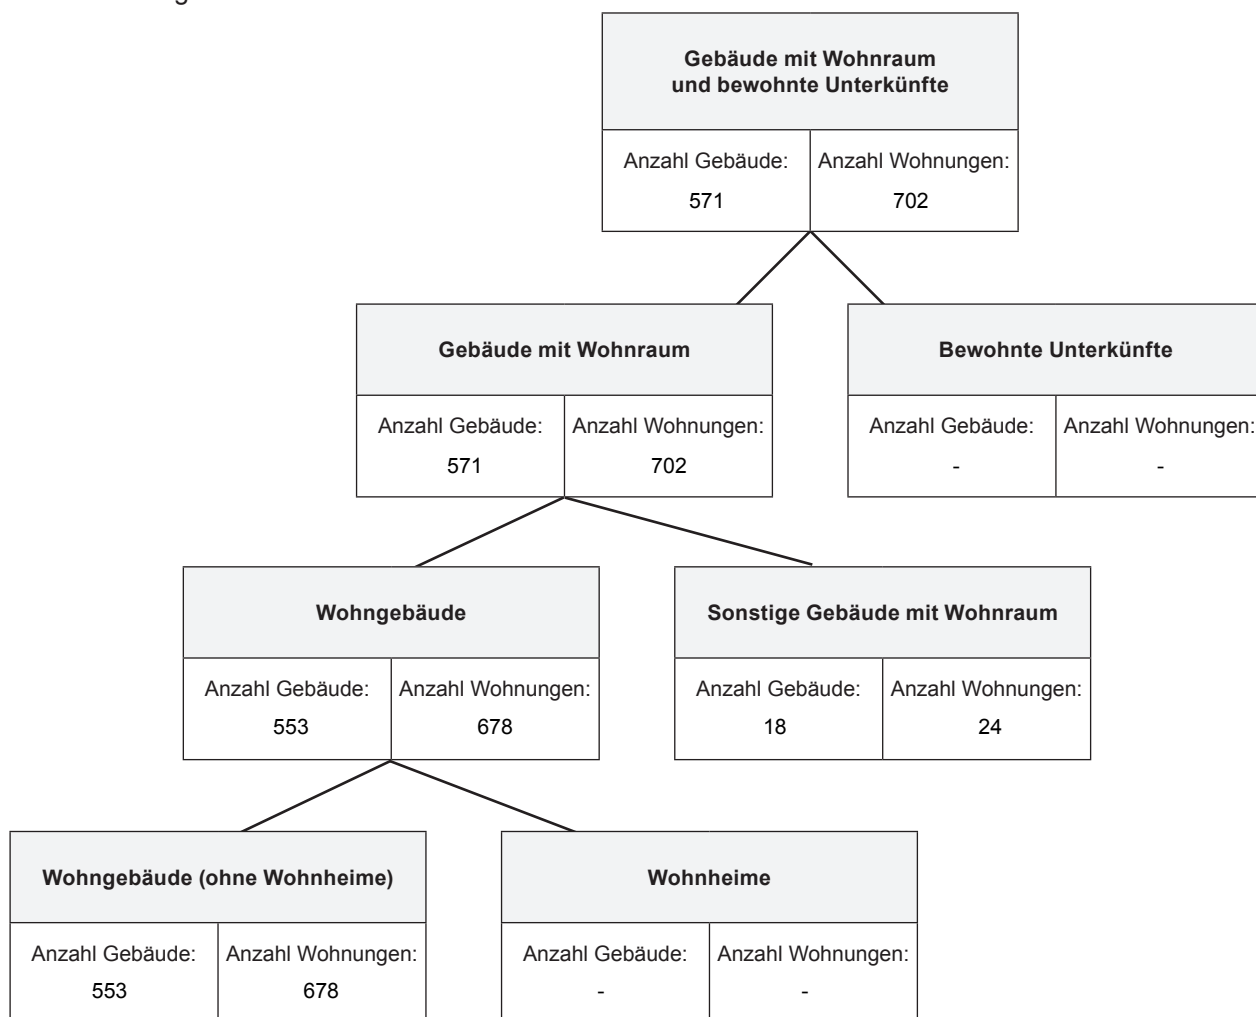 Gebäude mit Wohnraum
und bewohnte Unterkünfte
Anzahl Gebäude: Anzahl Wohnungen:
571 702
Gebäude mit Wohnraum
Anzahl Gebäude: Anzahl Wohnungen:
571 702
Bewohnte Unterkünfte
Anzahl Gebäude: Anzahl Wohnungen:
- -
Wohngebäude
Anzahl Gebäude: Anzahl Wohnungen:
553 678
Sonstige Gebäude mit Wohnraum
Anzahl Gebäude: Anzahl Wohnungen:
18 24
Wohngebäude (ohne Wohnheime)
Anzahl Gebäude: Anzahl Wohnungen:
553 678
Wohnheime
Anzahl Gebäude: Anzahl Wohnungen:
- -